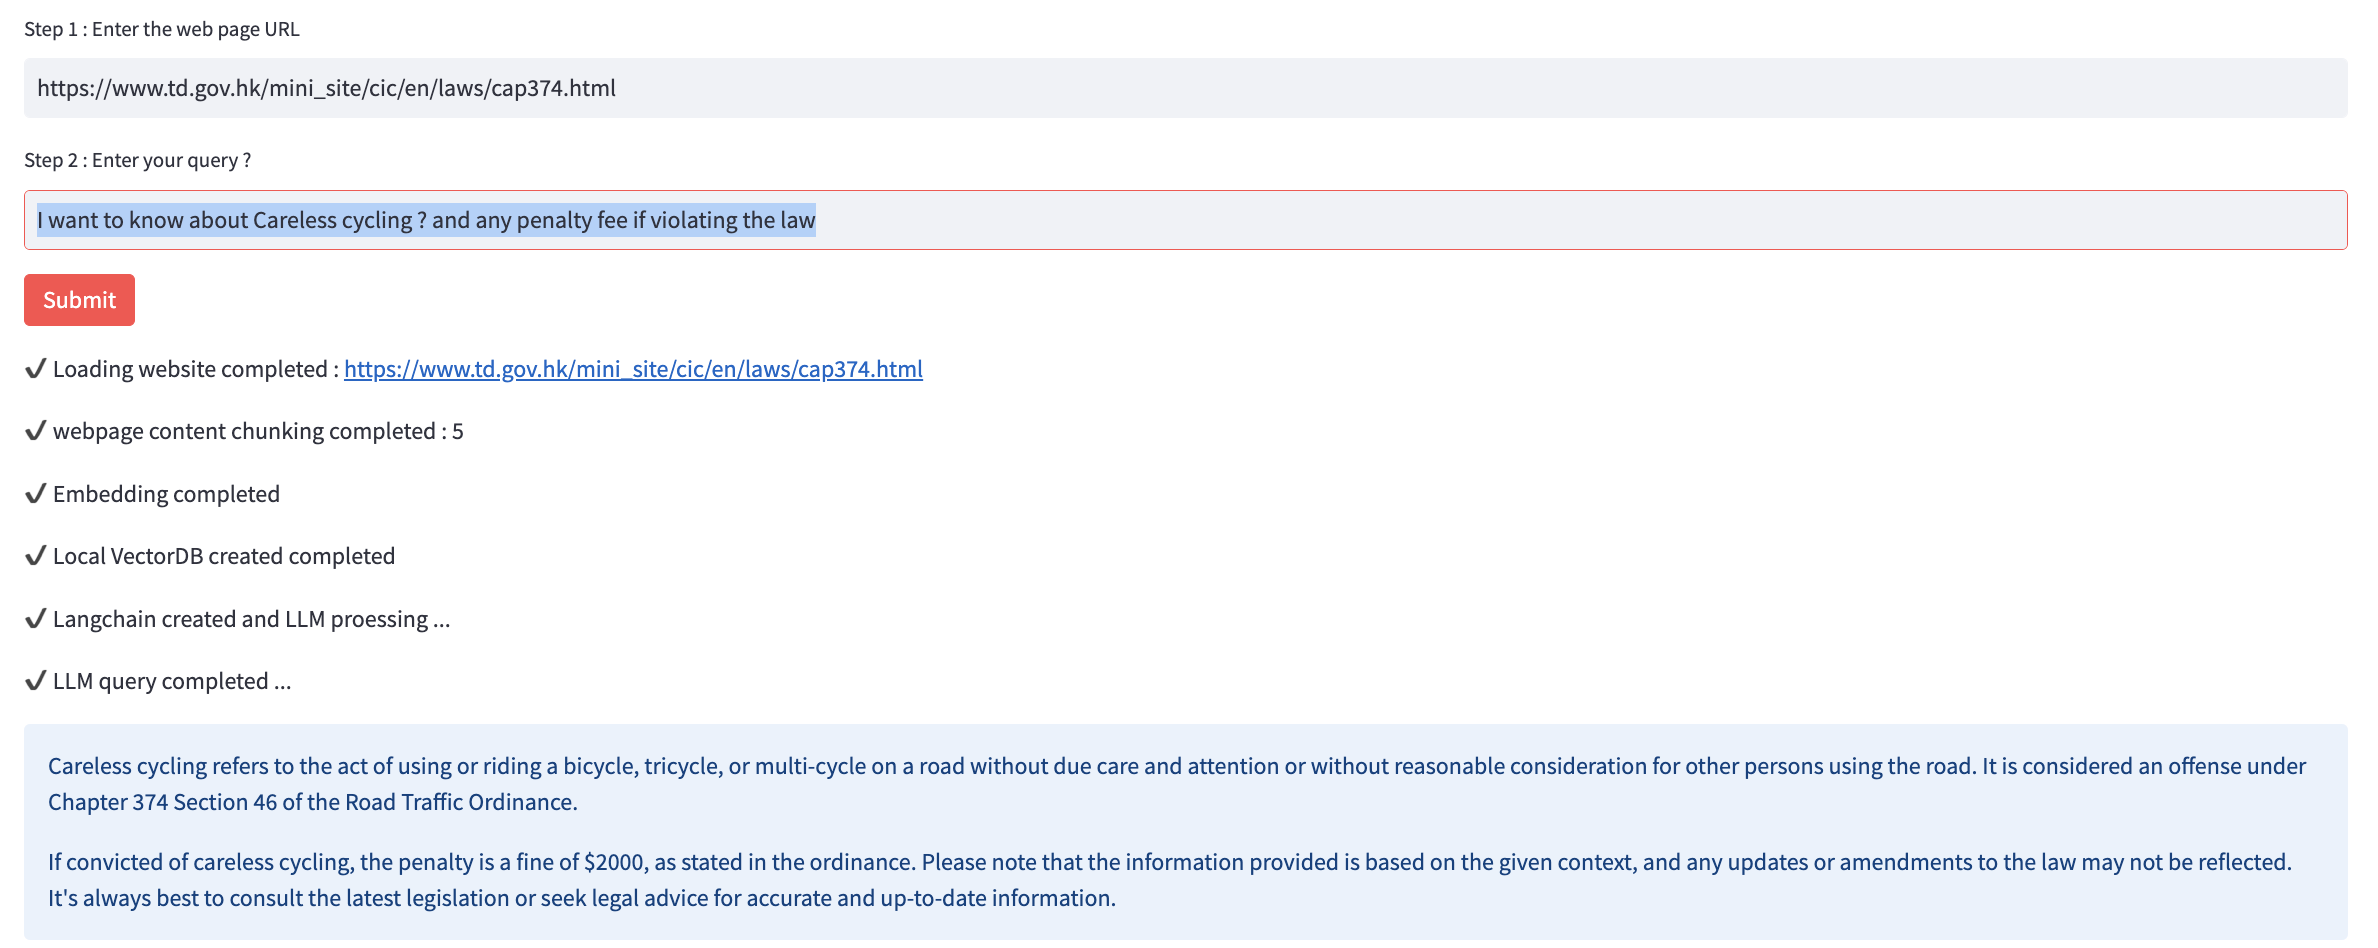 Step 1 : Enter the web page URL
https://www.td.gov.hk/mini_site/cic/en/laws/cap374.html
Step 2 : Enter your query ?
I want to know about Careless cycling ? and any penalty fee if violating the law
Submit
✔ Loading website completed : https://www.td.gov.hk/mini_site/cic/en/laws/cap374.html
✔ webpage content chunking completed : 5
✔ Embedding completed
✔ Local VectorDB created completed
✔ Langchain created and LLM proessing ...
✔ LLM query completed ...
Careless cycling refers to the act of using or riding a bicycle, tricycle, or multi-cycle on a road without due care and attention or without reasonable consideration for other persons using the road. It is considered an offense under
Chapter 374 Section 46 of the Road Traffic Ordinance.
If convicted of careless cycling, the penalty is a fine of $2000, as stated in the ordinance. Please note that the information provided is based on the given context, and any updates or amendments to the law may not be reflected.
It's always best to consult the latest legislation or seek legal advice for accurate and up-to-date information.